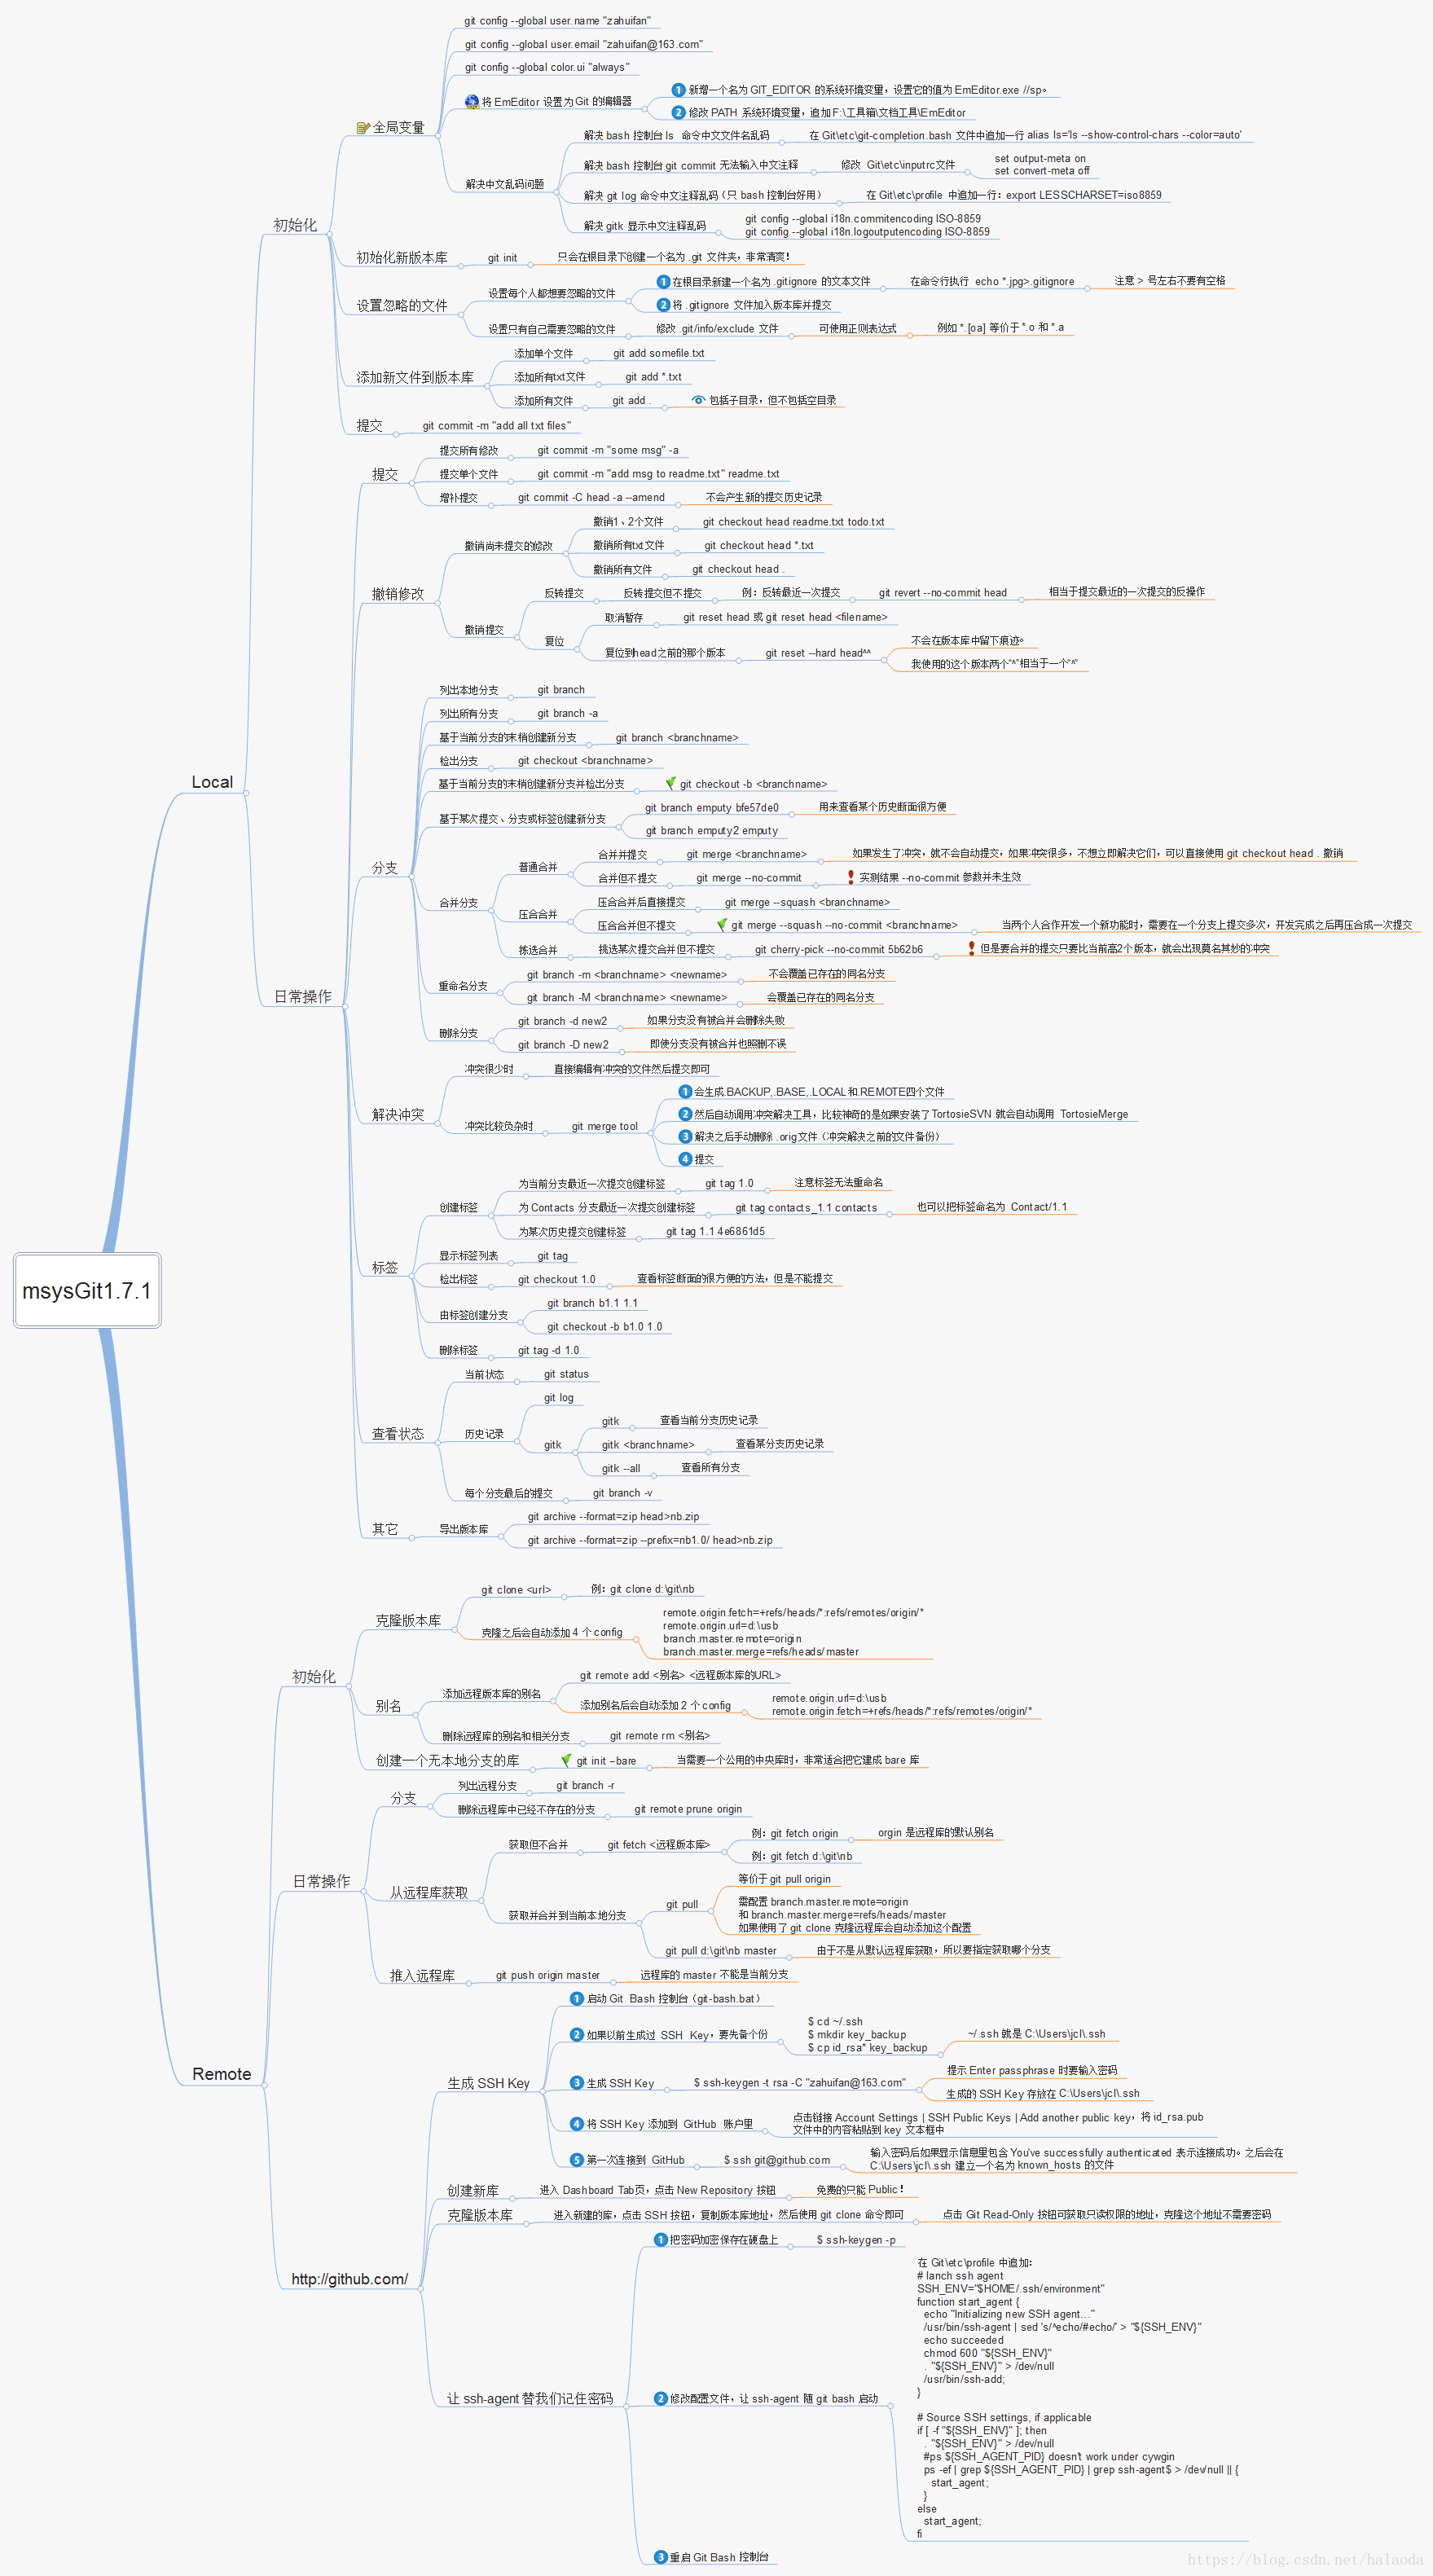 msysGit1.7.1
Local
初始化
全局变量
git config --global user.name "zahuifan"
git config --global user.email "zahuifan@163.com"
git config --global color.ui "always"
将 EmEditor 设置为 Git 的编辑器
1 新增一个名为 GIT_EDITOR 的系统环境变量，设置它的值为 EmEditor.exe //sp。
2 修改 PATH 系统环境变量，追加 F:\工具箱\文档工具\EmEditor
解决中文乱码问题
解决 bash 控制台 ls 命令中文文件名乱码
在 Git\etc\git-completion.bash 文件中追加一行 alias ls='ls --show-control-chars --color=auto'
解决 bash 控制台 git commit 无法输入中文注释
修改 Git\etc\inputrc文件
set output-meta on
set convert-meta off
解决 git log 命令中文注释乱码（只 bash 控制台好用）
在 Git\etc\profile 中追加一行：export LESSCHARSET=iso8859
解决 gitk 显示中文注释乱码
git config --global i18n.commitencoding ISO-8859
git config --global i18n.logoutputencoding ISO-8859
初始化新版本库
git init
只会在根目录下创建一个名为 .git 文件夹，非常清爽！
设置忽略的文件
设置每个人都想要忽略的文件
1 在根目录新建一个名为 .gitignore 的文本文件
在命令行执行 echo *.jpg>.gitignore
注意 > 号左右不要有空格
2 将 .gitignore 文件加入版本库并提交
设置只有自己需要忽略的文件
修改 .git/info/exclude 文件
可使用正则表达式
例如 *.[oa] 等价于 *.o 和 *.a
添加新文件到版本库
添加单个文件
git add somefile.txt
添加所有txt文件
git add *.txt
添加所有文件
git add .
包括子目录，但不包括空目录
提交
git commit -m "add all txt files"
日常操作
提交
提交所有修改
git commit -m "some msg" -a
提交单个文件
git commit -m "add msg to readme.txt" readme.txt
增补提交
git commit -C head -a --amend
不会产生新的提交历史记录
撤销修改
撤销尚未提交的修改
撤销1、2个文件
git checkout head readme.txt todo.txt
撤销所有txt文件
git checkout head *.txt
撤销所有文件
git checkout head .
撤销提交
反转提交
反转提交但不提交
例：反转最近一次提交
git revert --no-commit head
相当于提交最近的一次提交的反操作
复位
取消暂存
git reset head 或 git reset head <filename>
复位到head之前的那个版本
git reset --hard head^^
不会在版本库中留下痕迹。
我使用的这个版本两个"^"相当于一个"^"
分支
列出本地分支
git branch
列出所有分支
git branch -a
基于当前分支的末梢创建新分支
git branch <branchname>
检出分支
git checkout <branchname>
基于当前分支的末梢创建新分支并检出分支
git checkout -b <branchname>
基于某次提交、分支或标签创建新分支
git branch emputy bfe57de0
用来查看某个历史断面很方便
git branch emputy2 emputy
合并分支
普通合并
合并并提交
git merge <branchname>
如果发生了冲突，就不会自动提交，如果冲突很多，不想立即解决它们，可以直接使用 git checkout head . 撤销
合并但不提交
git merge --no-commit
实测结果 --no-commit 参数并未生效
压合合并
压合合并后直接提交
git merge --squash <branchname>
压合合并但不提交
git merge --squash --no-commit <branchname>
当两个人合作开发一个新功能时，需要在一个分支上提交多次，开发完成之后再压合成一次提交
拣选合并
挑选某次提交合并但不提交
git cherry-pick --no-commit 5b62b6
但是要合并的提交只要比当前高2个版本，就会出现莫名其妙的冲突
重命名分支
git branch -m <branchname> <newname>
不会覆盖已存在的同名分支
git branch -M <branchname> <newname>
会覆盖已存在的同名分支
删除分支
git branch -d new2
如果分支没有被合并会删除失败
git branch -D new2
即使分支没有被合并也照删不误
解决冲突
冲突很少时
直接编辑有冲突的文件然后提交即可
冲突比较负杂时
git merge tool
1 会生成.BACKUP,.BASE,.LOCAL和.REMOTE四个文件
2 然后自动调用冲突解决工具，比较神奇的是如果安装了 TortosieSVN 就会自动调用 TortosieMerge
3 解决之后手动删除 .orig文件（冲突解决之前的文件备份）
4 提交
标签
创建标签
为当前分支最近一次提交创建标签
git tag 1.0
注意标签无法重命名
为 Contacts 分支最近一次提交创建标签
git tag contacts_1.1 contacts
也可以把标签命名为 Contact/1.1
为某次历史提交创建标签
git tag 1.1 4e6861d5
显示标签列表
git tag
检出标签
git checkout 1.0
查看标签断面的很方便的方法，但是不能提交
由标签创建分支
git branch b1.1 1.1
git checkout -b b1.0 1.0
删除标签
git tag -d 1.0
查看状态
当前状态
git status
历史记录
git log
gitk
gitk
查看当前分支历史记录
gitk <branchname>
查看某分支历史记录
gitk --all
查看所有分支
每个分支最后的提交
git branch -v
其它
导出版本库
git archive --format=zip head>nb.zip
git archive --format=zip --prefix=nb1.0/ head>nb.zip
Remote
初始化
克隆版本库
git clone <url>
例：git clone d:\git\nb
克隆之后会自动添加 4 个 config
remote.origin.fetch=+refs/heads/*:refs/remotes/origin/*
remote.origin.url=d:\usb
branch.master.remote=origin
branch.master.merge=refs/heads/master
别名
添加远程版本库的别名
git remote add <别名> <远程版本库的URL>
添加别名后会自动添加 2 个 config
remote.origin.url=d:\usb
remote.origin.fetch=+refs/heads/*:refs/remotes/origin/*
删除远程库的别名和相关分支
git remote rm <别名>
创建一个无本地分支的库
git init –bare
当需要一个公用的中央库时，非常适合把它建成 bare 库
日常操作
分支
列出远程分支
git branch -r
删除远程库中已经不存在的分支
git remote prune origin
从远程库获取
获取但不合并
git fetch <远程版本库>
例：git fetch origin
orgin 是远程库的默认别名
例：git fetch d:\git\nb
获取并合并到当前本地分支
git pull
等价于 git pull origin
需配置 branch.master.remote=origin
和 branch.master.merge=refs/heads/master
如果使用了 git clone 克隆远程库会自动添加这个配置
git pull d:\git\nb master
由于不是从默认远程库获取，所以要指定获取哪个分支
推入远程库
git push origin master
远程库的 master 不能是当前分支
http://github.com/
生成 SSH Key
1 启动 Git Bash 控制台（git-bash.bat）
2 如果以前生成过 SSH Key，要先备个份
$ cd ~/.ssh
$ mkdir key_backup
$ cp id_rsa* key_backup
~/.ssh 就是 C:\Users\jcl\.ssh
3 生成 SSH Key
$ ssh-keygen -t rsa -C "zahuifan@163.com"
提示 Enter passphrase 时要输入密码
生成的 SSH Key 存放在 C:\Users\jcl\.ssh
4 将 SSH Key 添加到 GitHub 账户里
点击链接 Account Settings | SSH Public Keys | Add another public key，将 id_rsa.pub
文件中的内容粘贴到 key 文本框中
5 第一次连接到 GitHub
$ ssh git@github.com
输入密码后如果显示信息里包含 You've successfully authenticated 表示连接成功。之后会在
C:\Users\jcl\.ssh 建立一个名为 known_hosts 的文件
创建新库
进入 Dashboard Tab页，点击 New Repository 按钮
免费的只能 Public！
克隆版本库
进入新建的库，点击 SSH 按钮，复制版本库地址，然后使用 git clone 命令即可
点击 Git Read-Only 按钮可获取只读权限的地址，克隆这个地址不需要密码
让 ssh-agent 替我们记住密码
1 把密码加密保存在硬盘上
$ ssh-keygen -p
2 修改配置文件，让 ssh-agent 随 git bash 启动
在 Git\etc\profile 中追加：
# lanch ssh agent
SSH_ENV="$HOME/.ssh/environment"
function start_agent {
echo "Initializing new SSH agent..."
/usr/bin/ssh-agent | sed 's/^echo/#echo/' > "${SSH_ENV}"
echo succeeded
chmod 600 "${SSH_ENV}"
. "${SSH_ENV}" > /dev/null
/usr/bin/ssh-add;
}
# Source SSH settings, if applicable
if [ -f "${SSH_ENV}" ]; then
. "${SSH_ENV}" > /dev/null
#ps ${SSH_AGENT_PID} doesn't work under cywgin
ps -ef | grep ${SSH_AGENT_PID} | grep ssh-agent$ > /dev/null || {
start_agent;
}
else
start_agent;
fi
3 重启 Git Bash 控制台
https://blog.csdn.net/halaoda